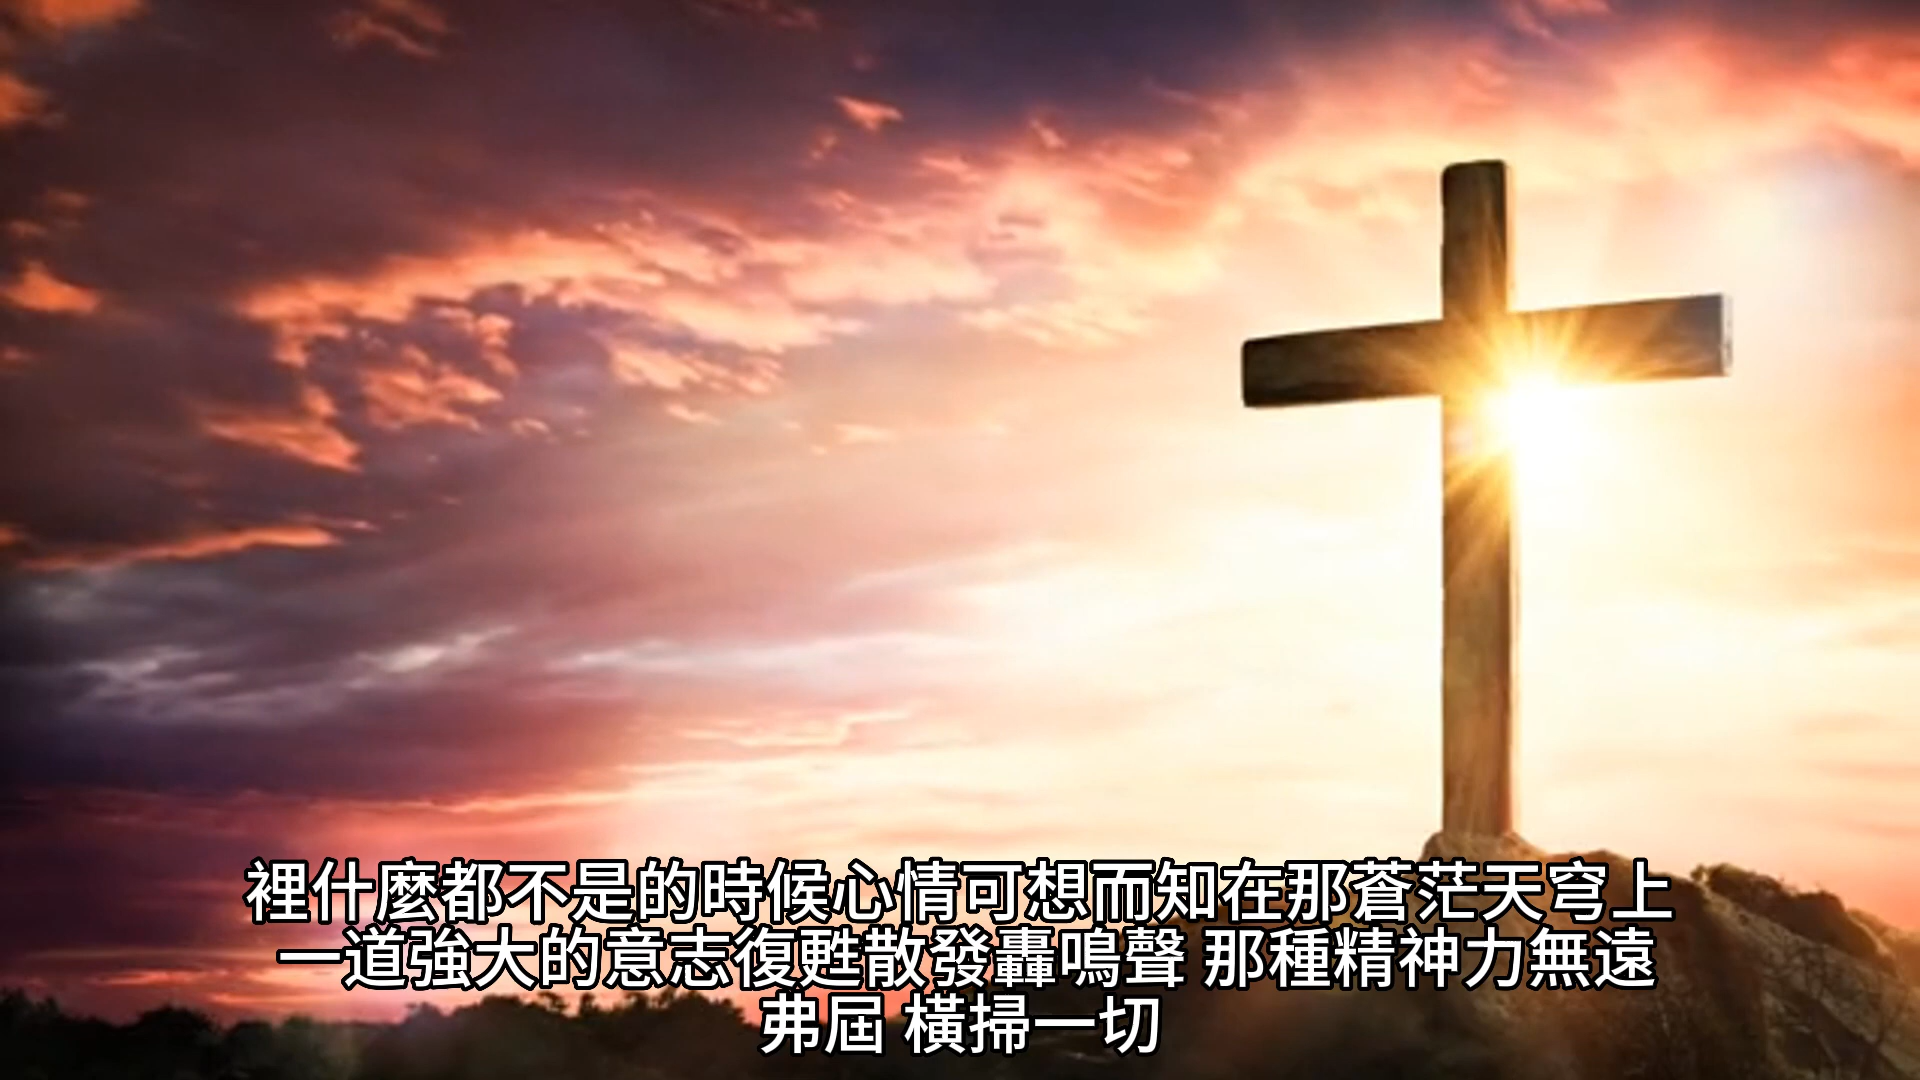 裡什麼都不是的時候心情可想而知在那蒼茫天穹上
一道強大的意志復甦散發轟鳴聲 那種精神力無遠
弗屆 橫掃一切